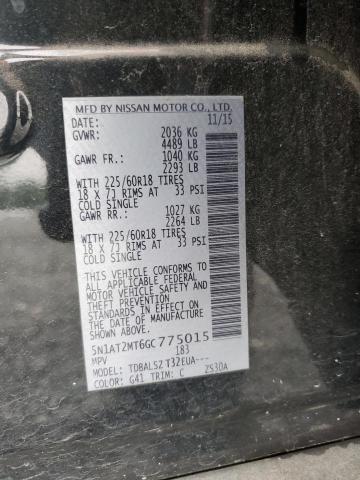 MFD BY NISSAN MOTOR CO., LTD.
DATE: 11/15
GVWR: 2036 KG
4489 LB
GAWR FR: 1040 KG
2293 LB
WITH 225/60R18 TIRES
18 X 7J RIMS AT 33 PSI
COLD SINGLE
GAWR RR: 1027 KG
2264 LB
WITH 225/60R18 TIRES
18 X 7J RIMS AT 33 PSI
COLD SINGLE
THIS VEHICLE CONFORMS TO
ALL APPLICABLE FEDERAL
MOTOR VEHICLE SAFETY AND
THEFT PREVENTION
STANDARDS IN EFFECT ON
THE DATE OF MANUFACTURE
SHOWN ABOVE.
5N1AT2MT6GC775015
MPV 183
MODEL: TDBALSZ T32EUA---
COLOR: G41 TRIM: C ZS30A